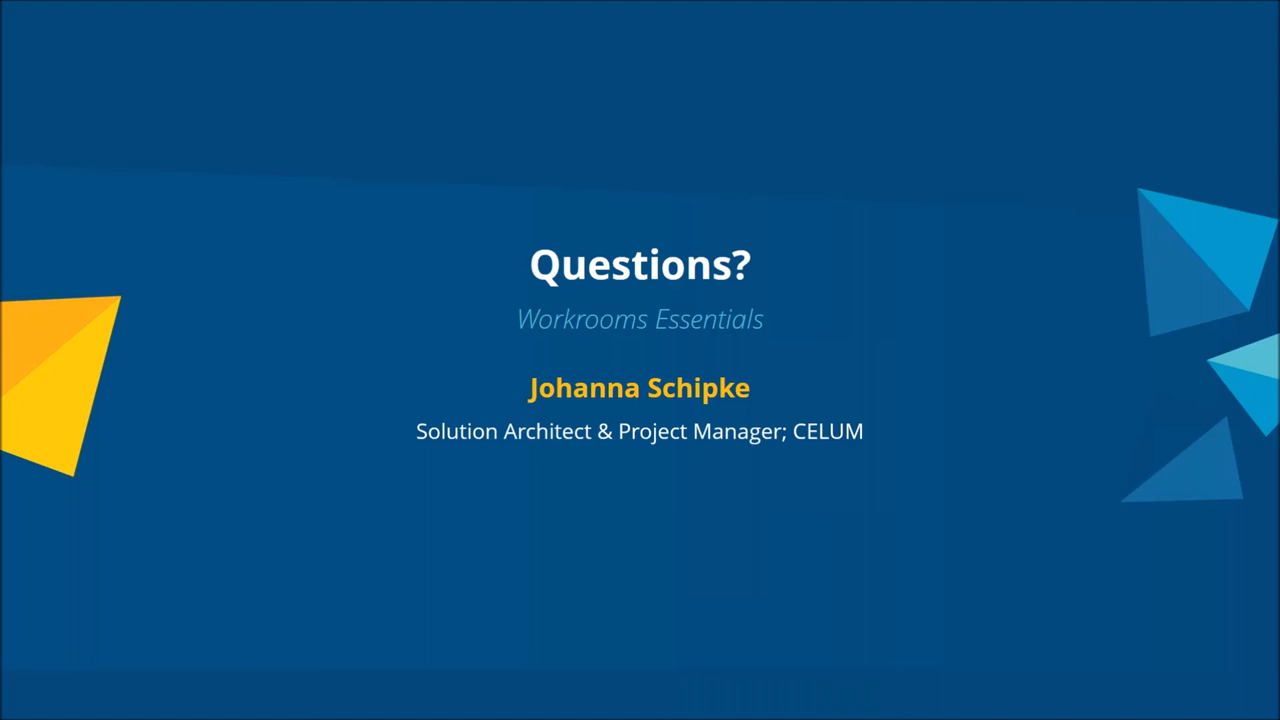 Questions?
Workrooms Essentials
Johanna Schipke
Solution Architect & Project Manager; CELUM